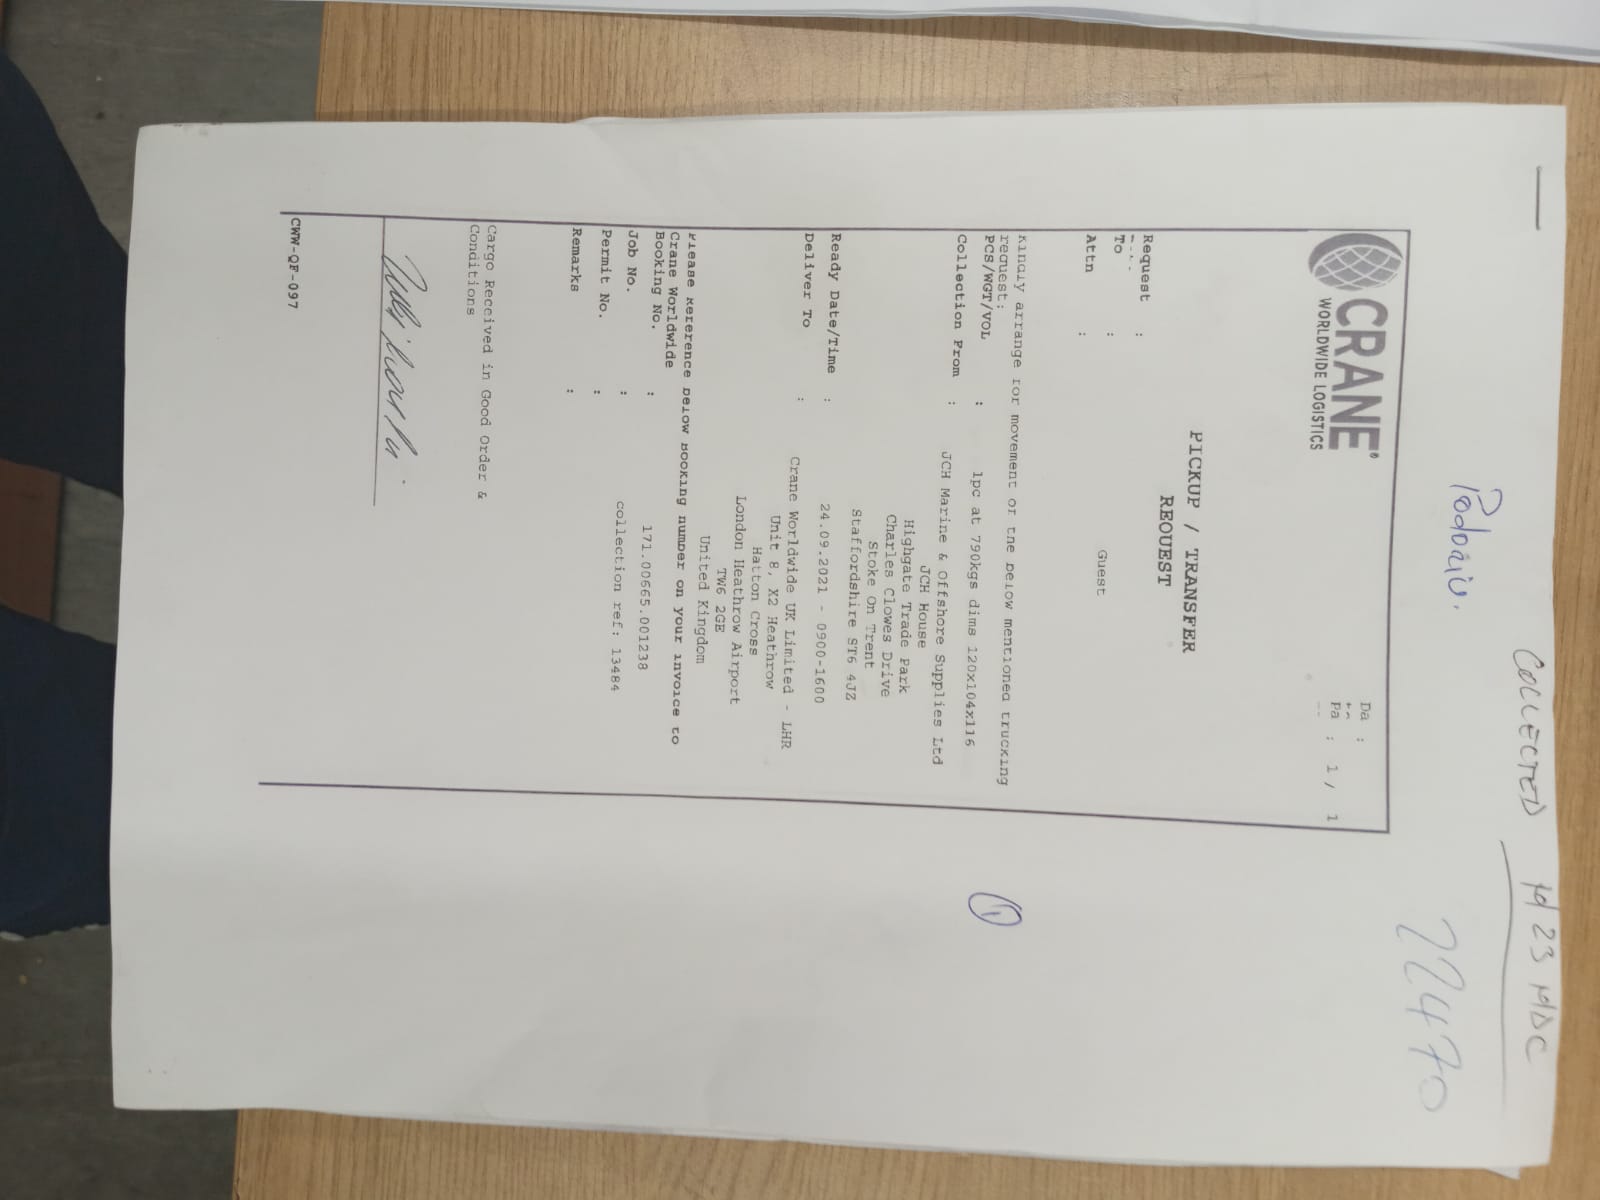 COLLECTED M23 MDC
22470
CRANE®
WORLDWIDE LOGISTICS
Da :
Pa : 1 / 1
PICKUP / TRANSFER
REQUEST
Request :
To :
Attn : Guest
Kindly arrange for movement of the below mentioned trucking
request:
PCS/WGT/VOL : 1pc at 790kgs dims 120x104x116
Collection From : JCH Marine & Offshore Supplies Ltd
JCH House
Highgate Trade Park
Charles Clowes Drive
Stoke On Trent
Staffordshire ST6 4JZ
Ready Date/Time : 24.09.2021 - 0900-1600
Deliver To : Crane Worldwide UK Limited - LHR
Unit 8, X2 Heathrow
Hatton Cross
London Heathrow Airport
TW6 2GE
United Kingdom
Please Reference below Booking number on your invoice to
Crane Worldwide
Booking No. : 171.00665.001238
Job No. : collection ref: 13484
Permit No. :
Remarks :
1
Cargo Received in Good Order &
Conditions
CWW-QF-097